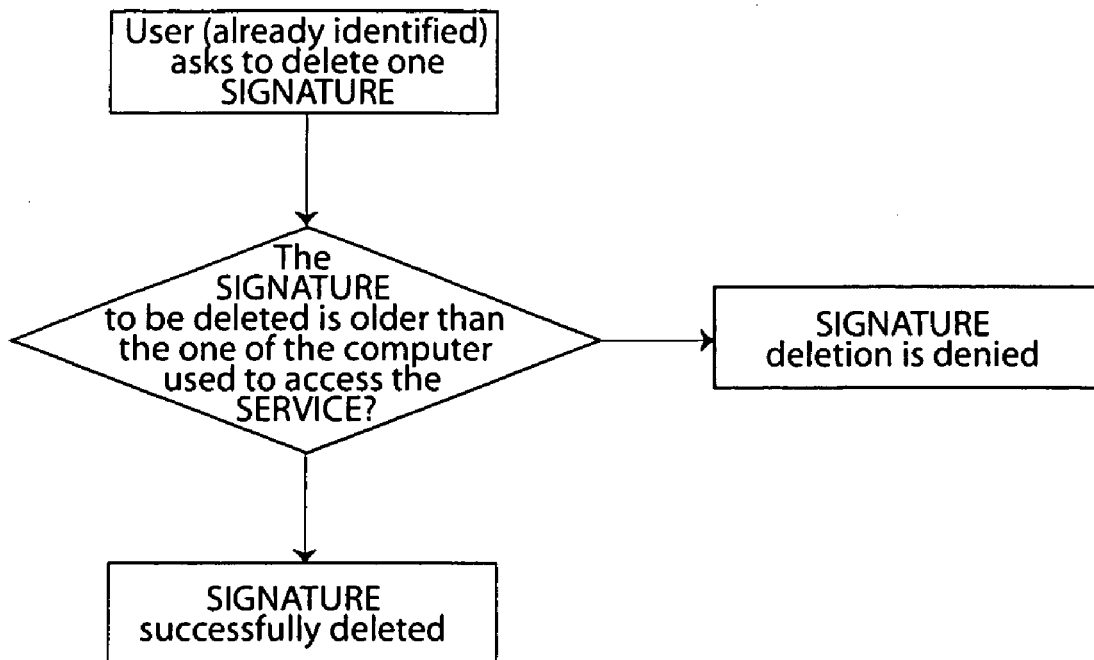 User (already identified)
asks to delete one
SIGNATURE
The
SIGNATURE
to be deleted is older than
the one of the computer
used to access the
SERVICE?
SIGNATURE
deletion is denied
SIGNATURE
successfully deleted